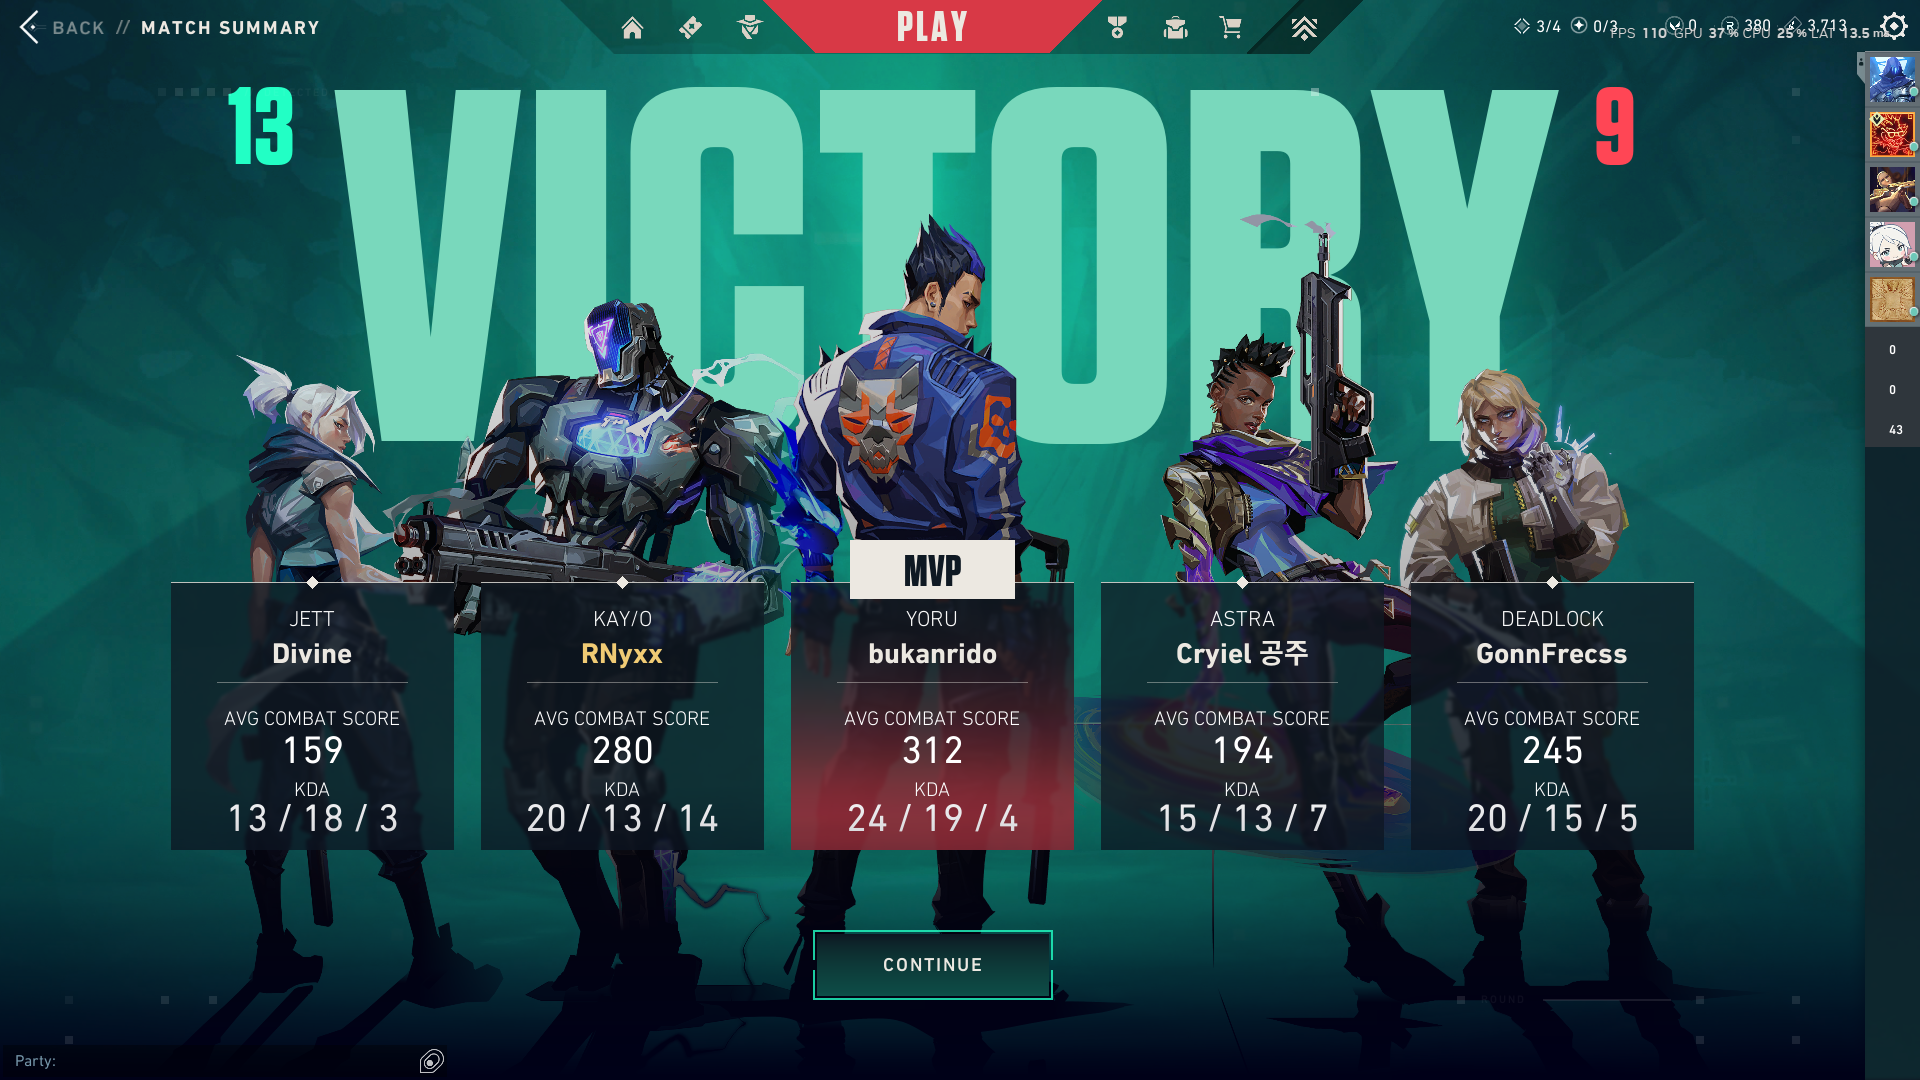 BACK // MATCH SUMMARY
PLAY
3/4 0/3 0 380 3,713
FPS 110 GPU 37 % CPU 25 % LAT 13.5 ms
13
VICTORY
9
0
0
43
MVP
JETT
Divine
AVG COMBAT SCORE
159
KDA
13 / 18 / 3
KAY/O
RNyxx
AVG COMBAT SCORE
280
KDA
20 / 13 / 14
YORU
bukanrido
AVG COMBAT SCORE
312
KDA
24 / 19 / 4
ASTRA
Cryiel 공주
AVG COMBAT SCORE
194
KDA
15 / 13 / 7
DEADLOCK
GonnFrecss
AVG COMBAT SCORE
245
KDA
20 / 15 / 5
CONTINUE
ROUND
Party: